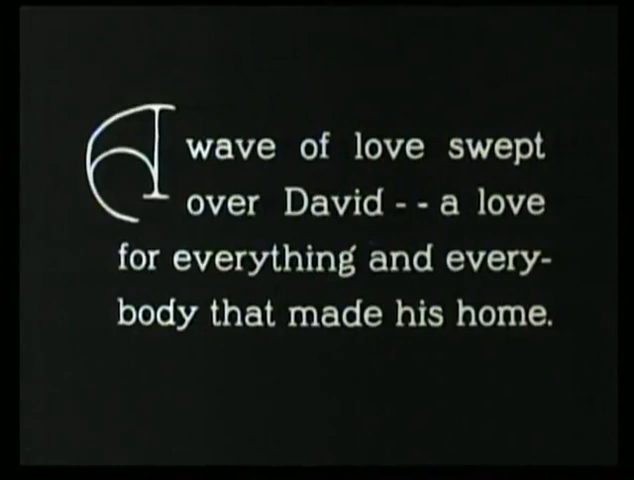 A wave of love swept
over David -- a love
for everything and every-
body that made his home.